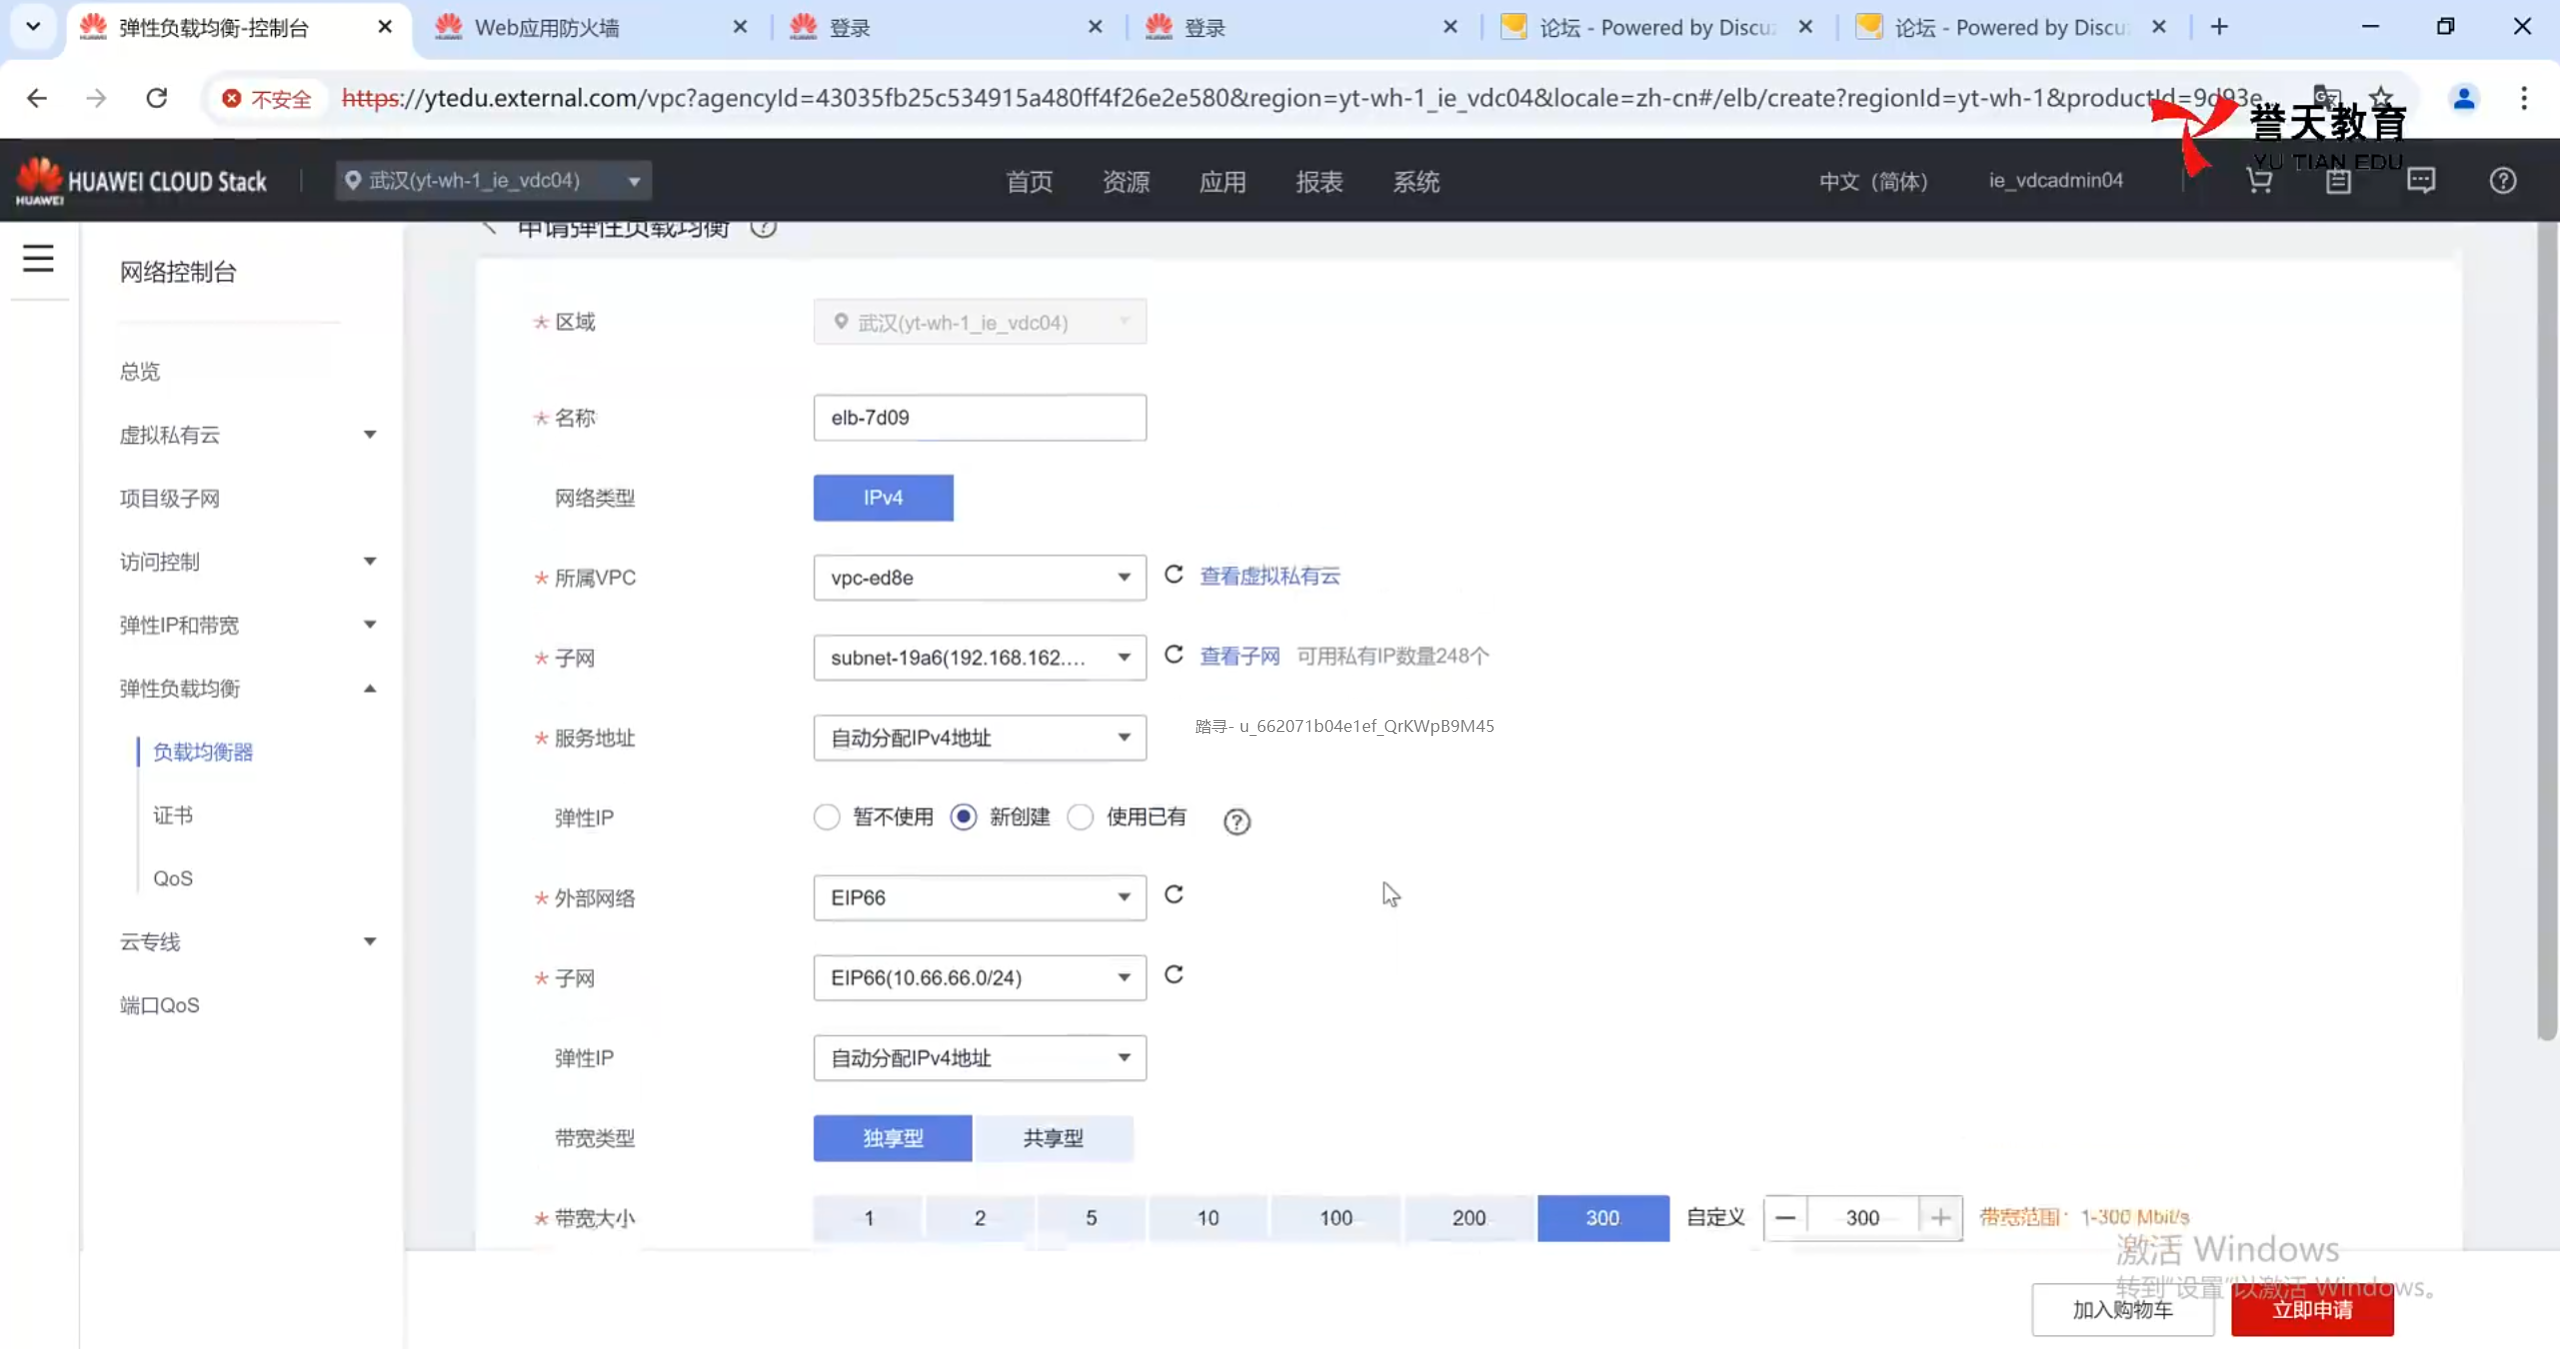 弹性负载均衡-控制台
Web应用防火墙
登录
登录
论坛 - Powered by Discu
论坛 - Powered by Discu
不安全
https://ytedu.external.com/vpc?agencyId=43035fb25c534915a480ff4f26e2e580&region=yt-wh-1_ie_vdc04&locale=zh-cn#/elb/create?regionId=yt-wh-1&productId=9d93e...
誉天教育
YU TIAN EDU
HUAWEI
HUAWEI CLOUD Stack
武汉(yt-wh-1_ie_vdc04)
首页
资源
应用
报表
系统
中文（简体）
ie_vdcadmin04
申请弹性负载均衡
网络控制台
总览
虚拟私有云
项目级子网
访问控制
弹性IP和带宽
弹性负载均衡
负载均衡器
证书
QoS
云专线
端口QoS
* 区域
武汉(yt-wh-1_ie_vdc04)
* 名称
elb-7d09
网络类型
IPv4
* 所属VPC
vpc-ed8e
查看虚拟私有云
* 子网
subnet-19a6(192.168.162....
查看子网 可用私有IP数量248个
* 服务地址
自动分配IPv4地址
踏寻- u_662071b04e1ef_QrKWpB9M45
弹性IP
暂不使用
新创建
使用已有
* 外部网络
EIP66
* 子网
EIP66(10.66.66.0/24)
弹性IP
自动分配IPv4地址
带宽类型
独享型
共享型
* 带宽大小
1
2
5
10
100
200
300
自定义
300
带宽范围：1-300 Mbit/s
激活 Windows
转到“设置”以激活 Windows。
加入购物车
立即申请